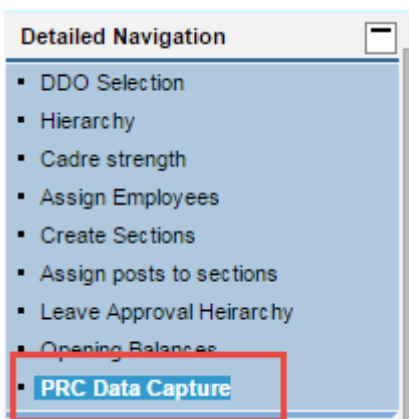 Detailed Navigation
DDO Selection
Hierarchy
Cadre strength
Assign Employees
Create Sections
Assign posts to sections
Leave Approval Heirarchy
Opening Balances
PRC Data Capture